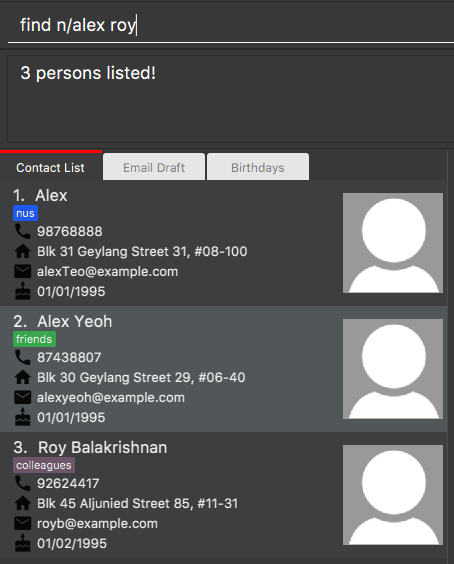 find n/alex roy
3 persons listed!
Contact List Email Draft Birthdays
1. Alex
nus
98768888
Blk 31 Geylang Street 31, #08-100
alexTeo@example.com
01/01/1995
2. Alex Yeoh
friends
87438807
Blk 30 Geylang Street 29, #06-40
alexyeoh@example.com
01/01/1995
3. Roy Balakrishnan
colleagues
92624417
Blk 45 Aljunied Street 85, #11-31
royb@example.com
01/02/1995